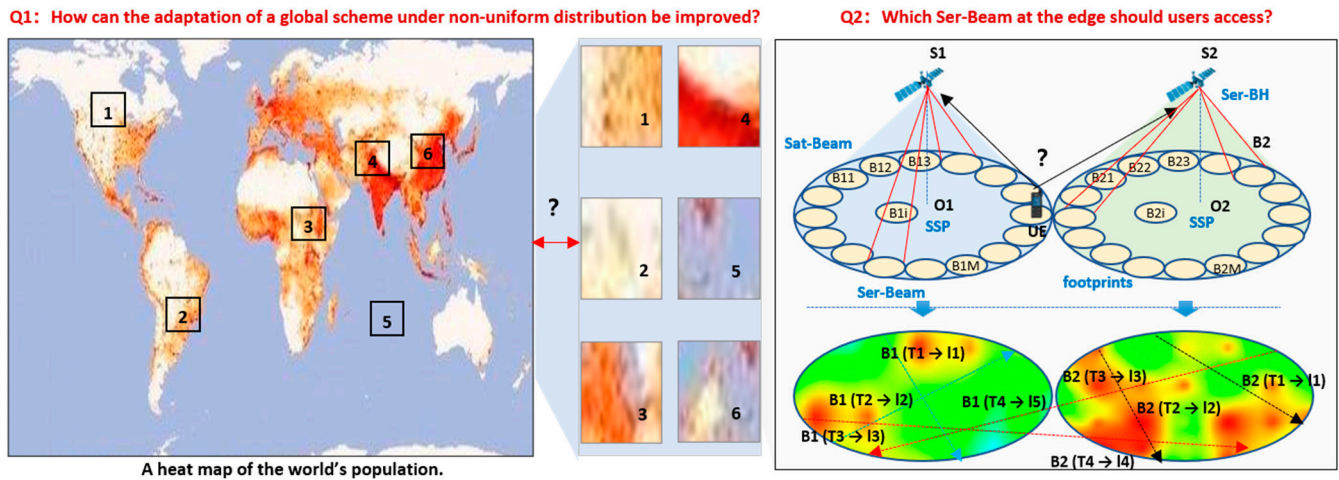 Q1： How can the adaptation of a global scheme under non-uniform distribution be improved?
1
2
3
4
5
6
A heat map of the world's population.
?
1
4
2
5
3
6
Q2： Which Ser-Beam at the edge should users access?
S1
S2
Ser-BH
Sat-Beam
B2
?
B11
B12
B13
B21
B22
B23
B1i
O1
SSP
UE
B2i
O2
SSP
B1M
B2M
Ser-Beam
footprints
B1 (T1 → l1)
B1 (T2 → l2)
B1 (T4 → l5)
B1 (T3 → l3)
B2 (T3 → l3)
B2 (T1 → l1)
B2 (T2 → l2)
B2 (T4 → l4)